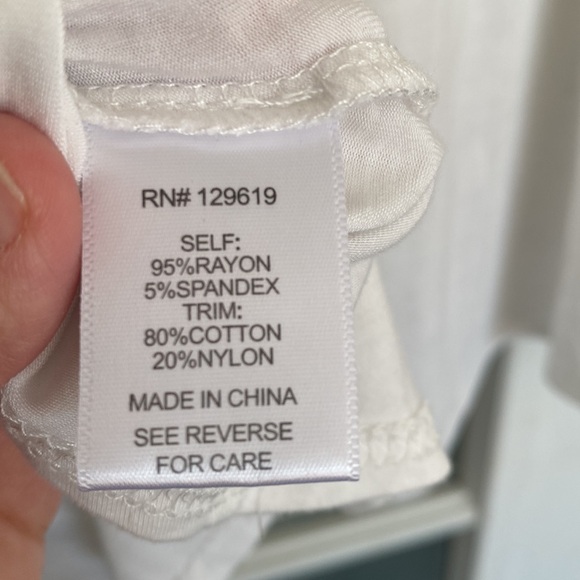 RN# 129619
SELF:
95%RAYON
5%SPANDEX
TRIM:
80%COTTON
20%NYLON
MADE IN CHINA
SEE REVERSE
FOR CARE